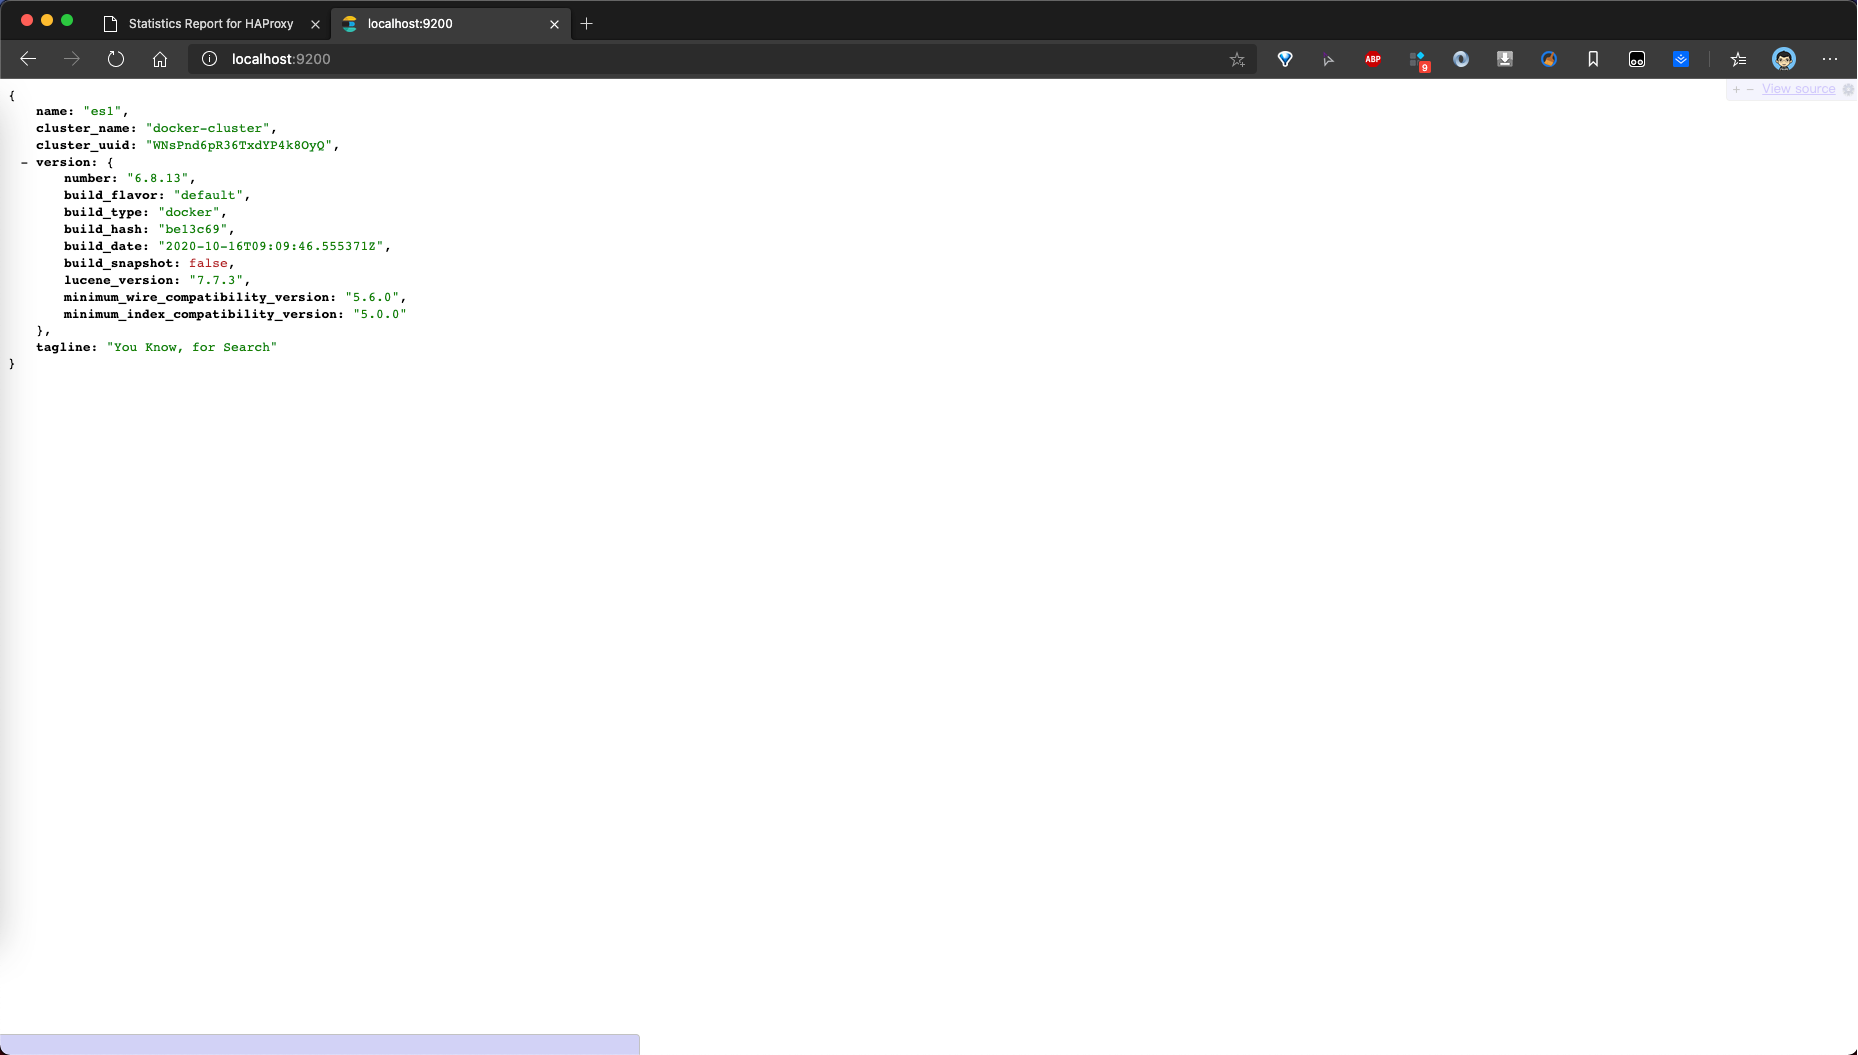 Statistics Report for HAProxy
localhost:9200
localhost:9200
ABP
9
+ - View source
{
name: "es1",
cluster_name: "docker-cluster",
cluster_uuid: "WNsPnd6pR36TxdYP4k8OyQ",
- version: {
number: "6.8.13",
build_flavor: "default",
build_type: "docker",
build_hash: "be13c69",
build_date: "2020-10-16T09:09:46.555371Z",
build_snapshot: false,
lucene_version: "7.7.3",
minimum_wire_compatibility_version: "5.6.0",
minimum_index_compatibility_version: "5.0.0"
},
tagline: "You Know, for Search"
}